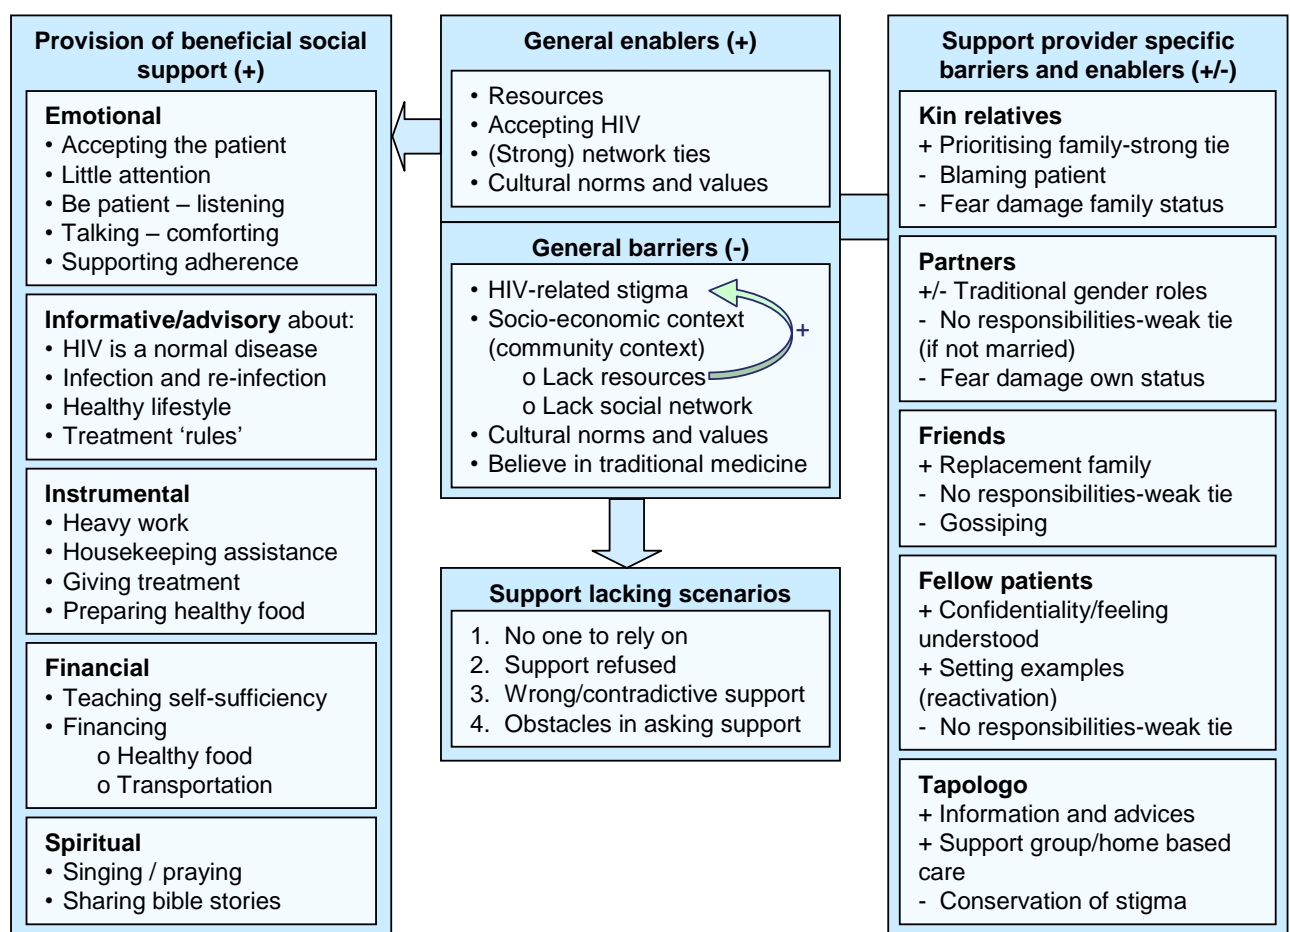 Provision of beneficial social
support (+)
Emotional
• Accepting the patient
• Little attention
• Be patient – listening
• Talking – comforting
• Supporting adherence
Informative/advisory about:
• HIV is a normal disease
• Infection and re-infection
• Healthy lifestyle
• Treatment ‘rules’
Instrumental
• Heavy work
• Housekeeping assistance
• Giving treatment
• Preparing healthy food
Financial
• Teaching self-sufficiency
• Financing
o Healthy food
o Transportation
Spiritual
• Singing / praying
• Sharing bible stories
General enablers (+)
• Resources
• Accepting HIV
• (Strong) network ties
• Cultural norms and values
General barriers (-)
• HIV-related stigma
• Socio-economic context
(community context)
o Lack resources
o Lack social network
• Cultural norms and values
• Believe in traditional medicine
+
Support lacking scenarios
1. No one to rely on
2. Support refused
3. Wrong/contradictive support
4. Obstacles in asking support
Support provider specific
barriers and enablers (+/-)
Kin relatives
+ Prioritising family-strong tie
- Blaming patient
- Fear damage family status
Partners
+/- Traditional gender roles
- No responsibilities-weak tie
(if not married)
- Fear damage own status
Friends
+ Replacement family
- No responsibilities-weak tie
- Gossiping
Fellow patients
+ Confidentiality/feeling
understood
+ Setting examples
(reactivation)
- No responsibilities-weak tie
Tapologo
+ Information and advices
+ Support group/home based
care
- Conservation of stigma